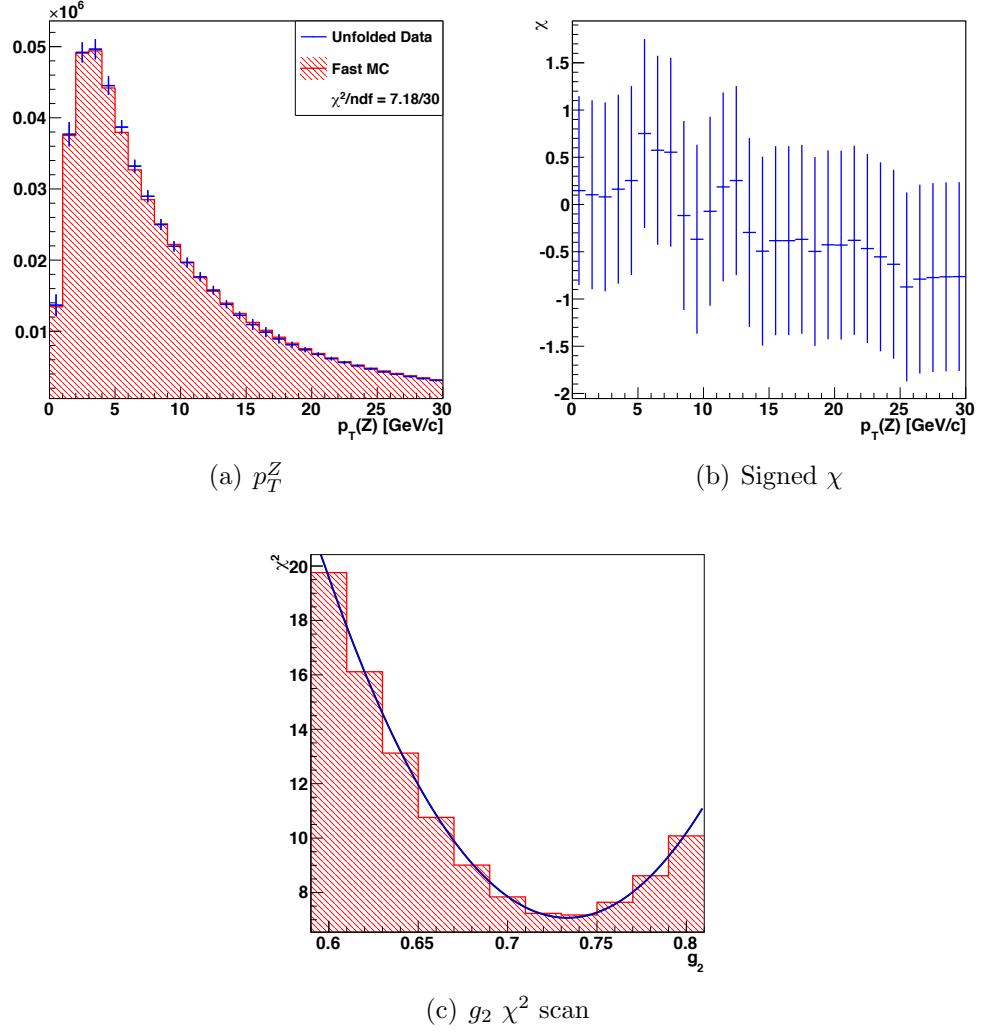 ×10⁶
0.05
0.04
0.03
0.02
0.01
0 5 10 15 20 25 30
p_T(Z) [GeV/c]
Unfolded Data
Fast MC
χ²/ndf = 7.18/30
(a) p_T^Z
χ
1.5
1
0.5
0
-0.5
-1
-1.5
-2
0 5 10 15 20 25 30
p_T(Z) [GeV/c]
(b) Signed χ
χ²
20
18
16
14
12
10
8
0.6 0.65 0.7 0.75 0.8
g₂
(c) g₂ χ² scan